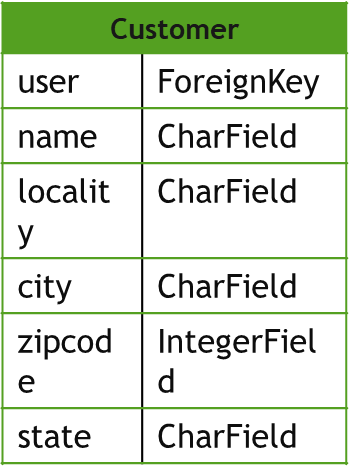 Customer
user ForeignKey
name CharField
localit CharField
y
city CharField
zipcod IntegerFiel
e d
state CharField